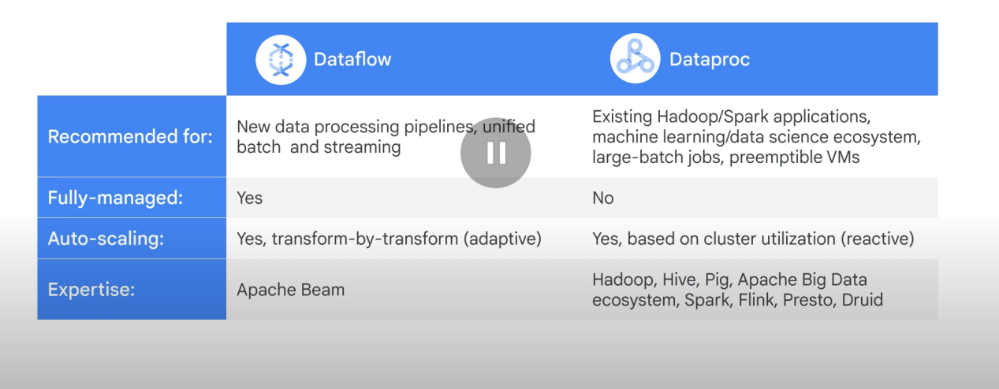 Dataflow
Dataproc
Recommended for:
New data processing pipelines, unified
batch and streaming
Existing Hadoop/Spark applications,
machine learning/data science ecosystem,
large-batch jobs, preemptible VMs
Fully-managed:
Yes
No
Auto-scaling:
Yes, transform-by-transform (adaptive)
Yes, based on cluster utilization (reactive)
Expertise:
Apache Beam
Hadoop, Hive, Pig, Apache Big Data
ecosystem, Spark, Flink, Presto, Druid